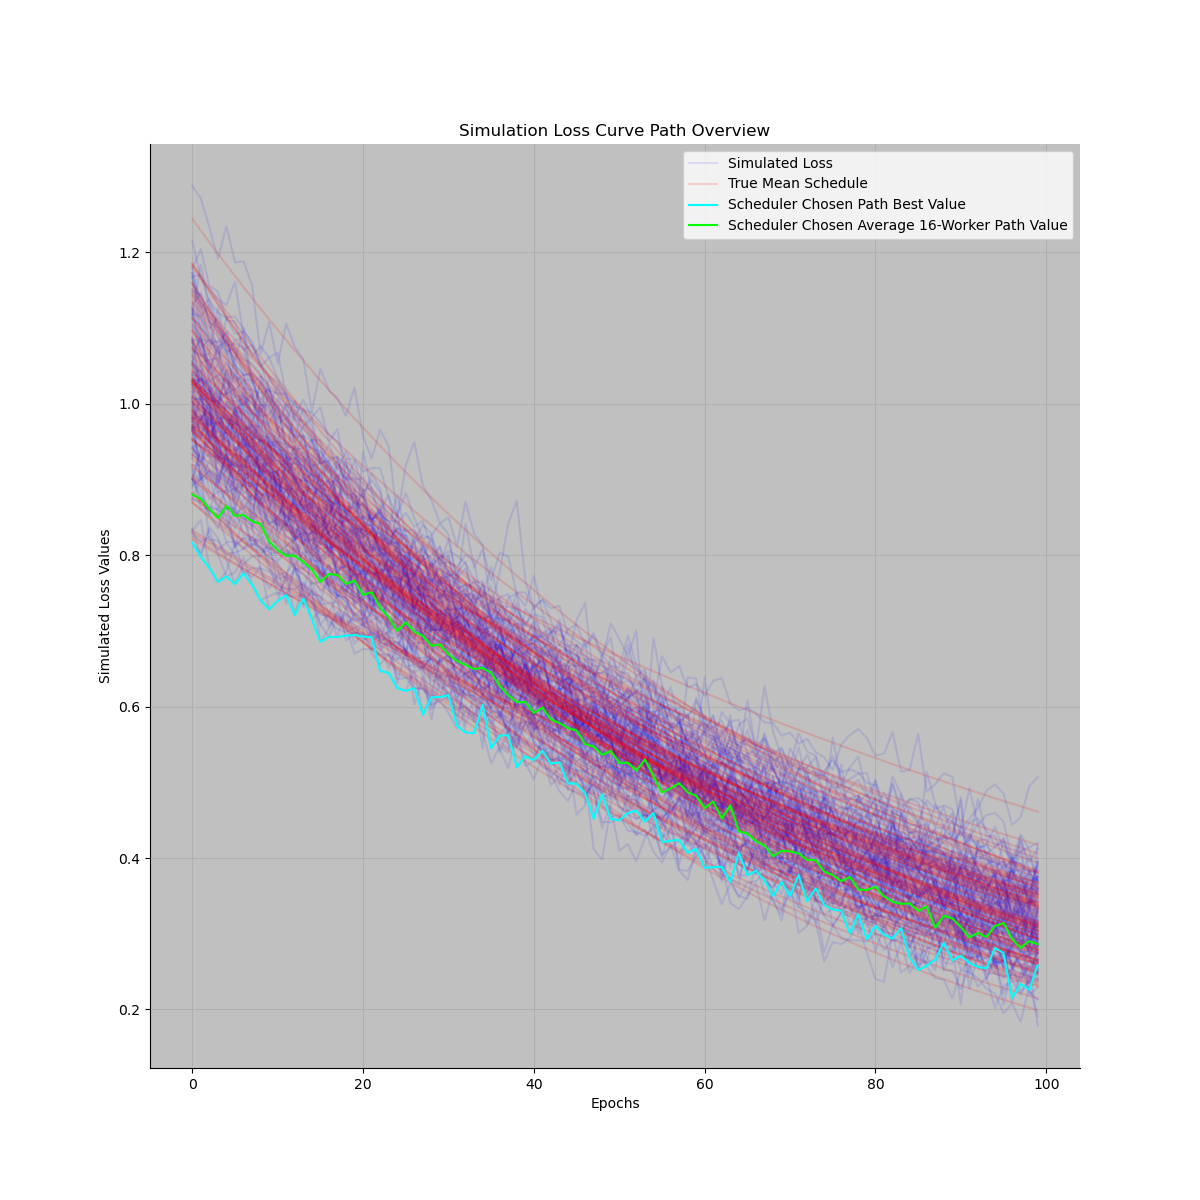 Simulation Loss Curve Path Overview
Simulated Loss
True Mean Schedule
Scheduler Chosen Path Best Value
Scheduler Chosen Average 16-Worker Path Value
Simulated Loss Values
1.2
1.0
0.8
0.6
0.4
0.2
0 20 40 60 80 100
Epochs